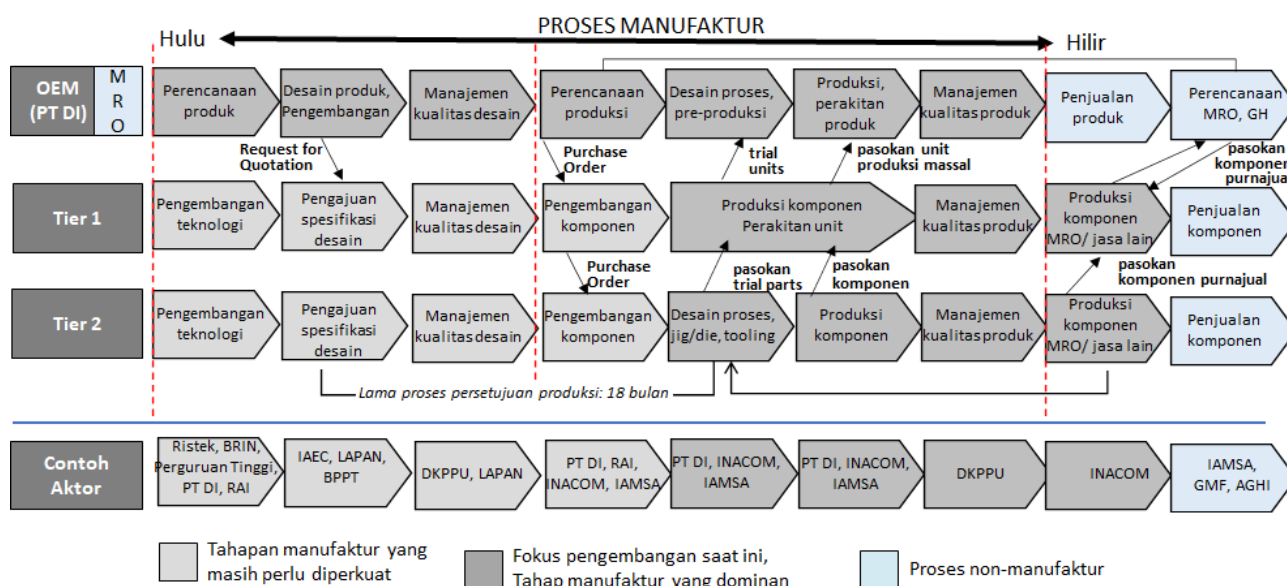 PROSES MANUFAKTUR
Hulu
Hilir
OEM
(PT DI)
M
R
O
Perencanaan
produk
Desain produk,
Pengembangan
Manajemen
kualitas desain
Perencanaan
produksi
Desain proses,
pre-produksi
Produksi,
perakitan
produk
Manajemen
kualitas produk
Penjualan
produk
Perencanaan
MRO, GH
Request for
Quotation
Purchase
Order
trial
units
pasokan unit
produksi massal
pasokan
komponen
purnajual
Tier 1
Pengembangan
teknologi
Pengajuan
spesifikasi
desain
Manajemen
kualitas desain
Pengembangan
komponen
Produksi komponen
Perakitan unit
Manajemen
kualitas produk
Produksi
komponen
MRO/ jasa lain
Penjualan
komponen
Purchase
Order
pasokan
trial parts
pasokan
komponen
pasokan
komponen purnajual
Tier 2
Pengembangan
teknologi
Pengajuan
spesifikasi
desain
Manajemen
kualitas desain
Pengembangan
komponen
Desain proses,
jig/die, tooling
Produksi
komponen
Manajemen
kualitas produk
Produksi
komponen
MRO/ jasa lain
Penjualan
komponen
Lama proses persetujuan produksi: 18 bulan
Contoh
Aktor
Ristek, BRIN,
Perguruan Tinggi,
PT DI, RAI
IAEC, LAPAN,
BPPT
DKPPU, LAPAN
PT DI, RAI,
INACOM, IAMSA
PT DI, INACOM,
IAMSA
PT DI, INACOM,
IAMSA
DKPPU
INACOM
IAMSA,
GMF, AGHI
Tahapan manufaktur yang
masih perlu diperkuat
Fokus pengembangan saat ini,
Tahap manufaktur yang dominan
Proses non-manufaktur